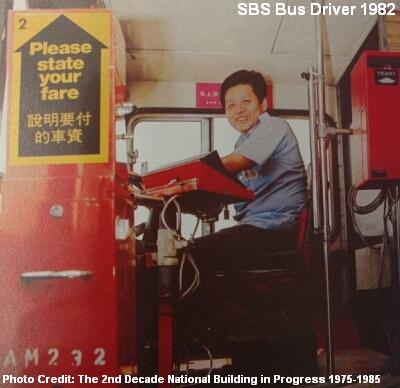 SBS Bus Driver 1982
2
Please
state
your
fare
說明要付
的車資
TICKET
AM232
Photo Credit: The 2nd Decade National Building in Progress 1975-1985